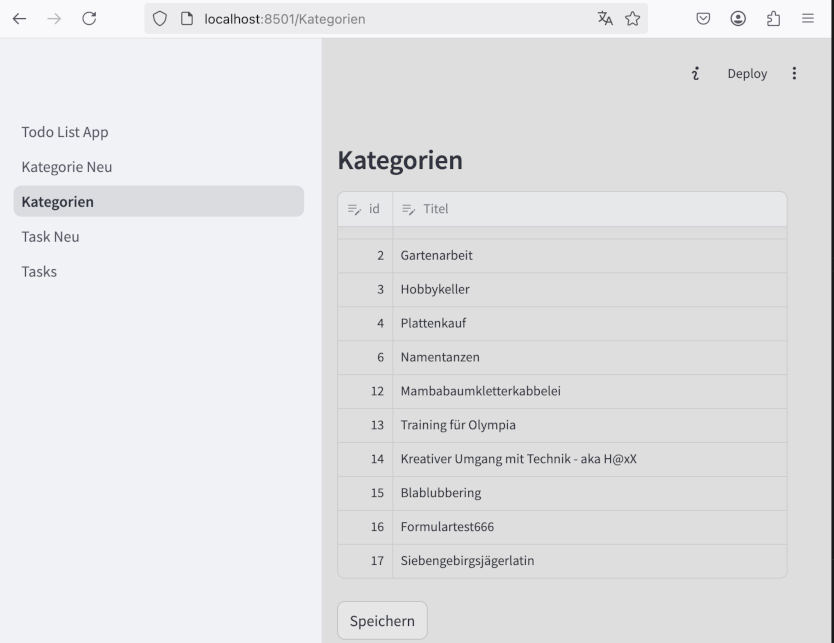 localhost:8501/Kategorien
Deploy
Todo List App
Kategorie Neu
Kategorien
Task Neu
Tasks
Kategorien
id Titel
2 Gartenarbeit
3 Hobbykeller
4 Plattenkauf
6 Namentanzen
12 Mambabaumkletterkabbelei
13 Training für Olympia
14 Kreativer Umgang mit Technik - aka H@xX
15 Blablubbering
16 Formulartest666
17 Siebengebirgsjägerlatin
Speichern